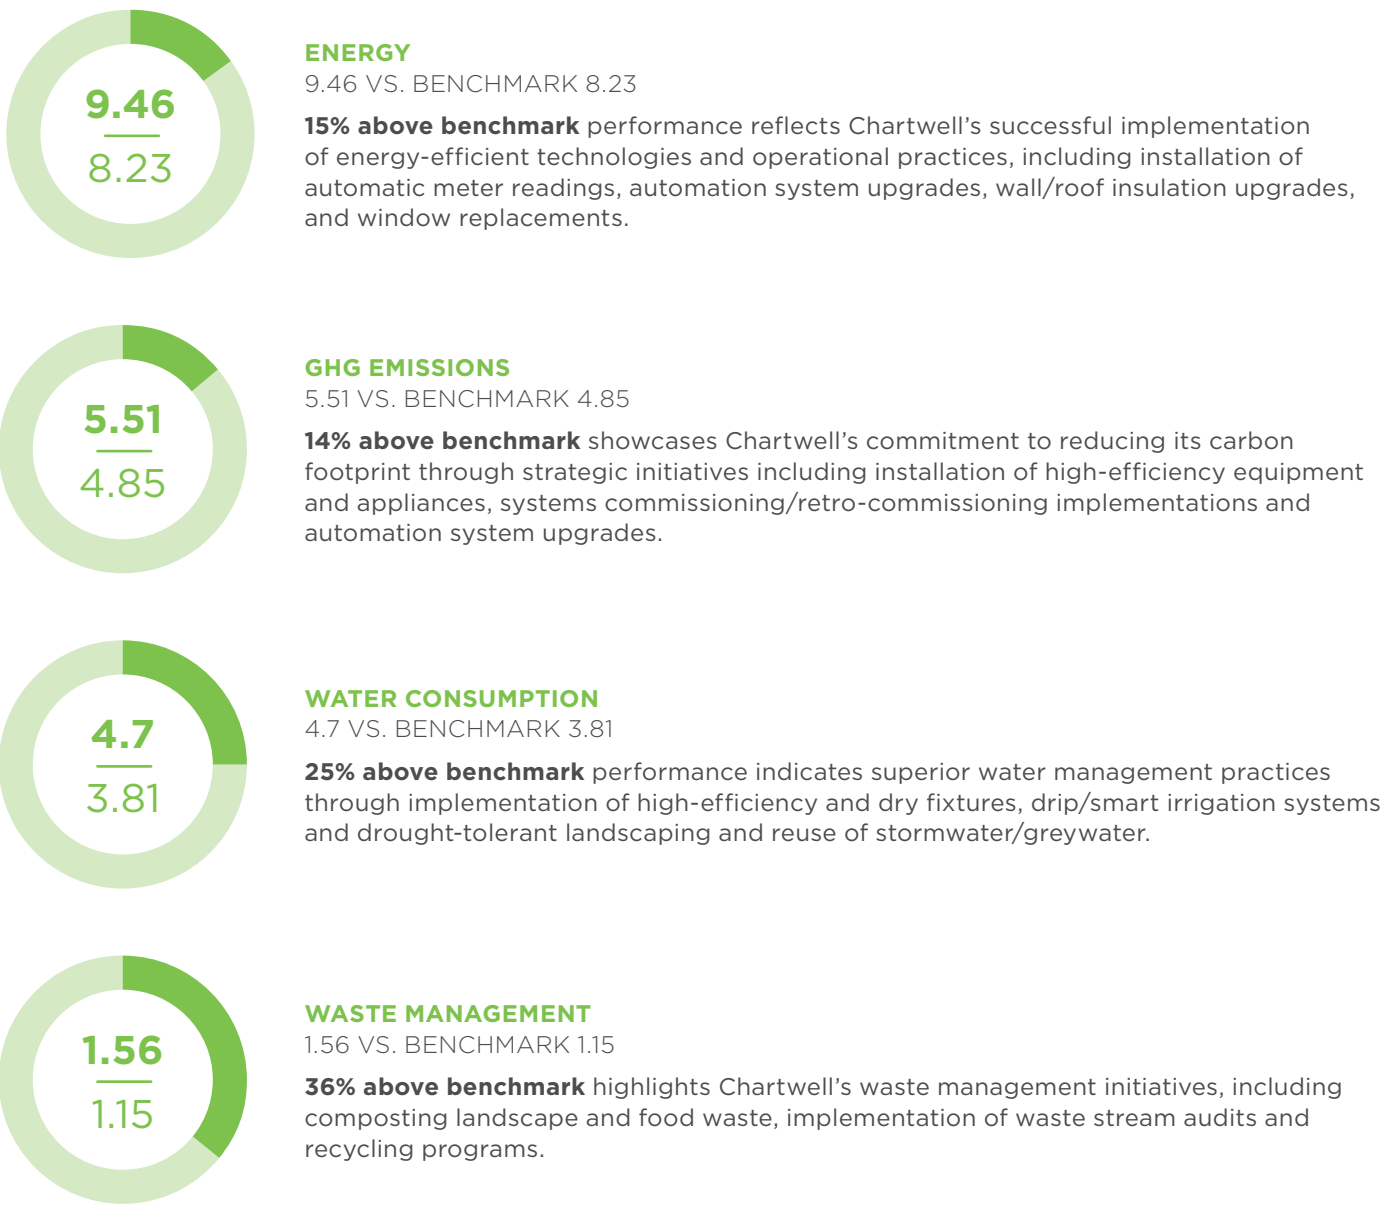 9.46
8.23
ENERGY
9.46 VS. BENCHMARK 8.23
15% above benchmark performance reflects Chartwell’s successful implementation
of energy-efficient technologies and operational practices, including installation of
automatic meter readings, automation system upgrades, wall/roof insulation upgrades,
and window replacements.
5.51
4.85
GHG EMISSIONS
5.51 VS. BENCHMARK 4.85
14% above benchmark showcases Chartwell’s commitment to reducing its carbon
footprint through strategic initiatives including installation of high-efficiency equipment
and appliances, systems commissioning/retro-commissioning implementations and
automation system upgrades.
4.7
3.81
WATER CONSUMPTION
4.7 VS. BENCHMARK 3.81
25% above benchmark performance indicates superior water management practices
through implementation of high-efficiency and dry fixtures, drip/smart irrigation systems
and drought-tolerant landscaping and reuse of stormwater/greywater.
1.56
1.15
WASTE MANAGEMENT
1.56 VS. BENCHMARK 1.15
36% above benchmark highlights Chartwell’s waste management initiatives, including
composting landscape and food waste, implementation of waste stream audits and
recycling programs.